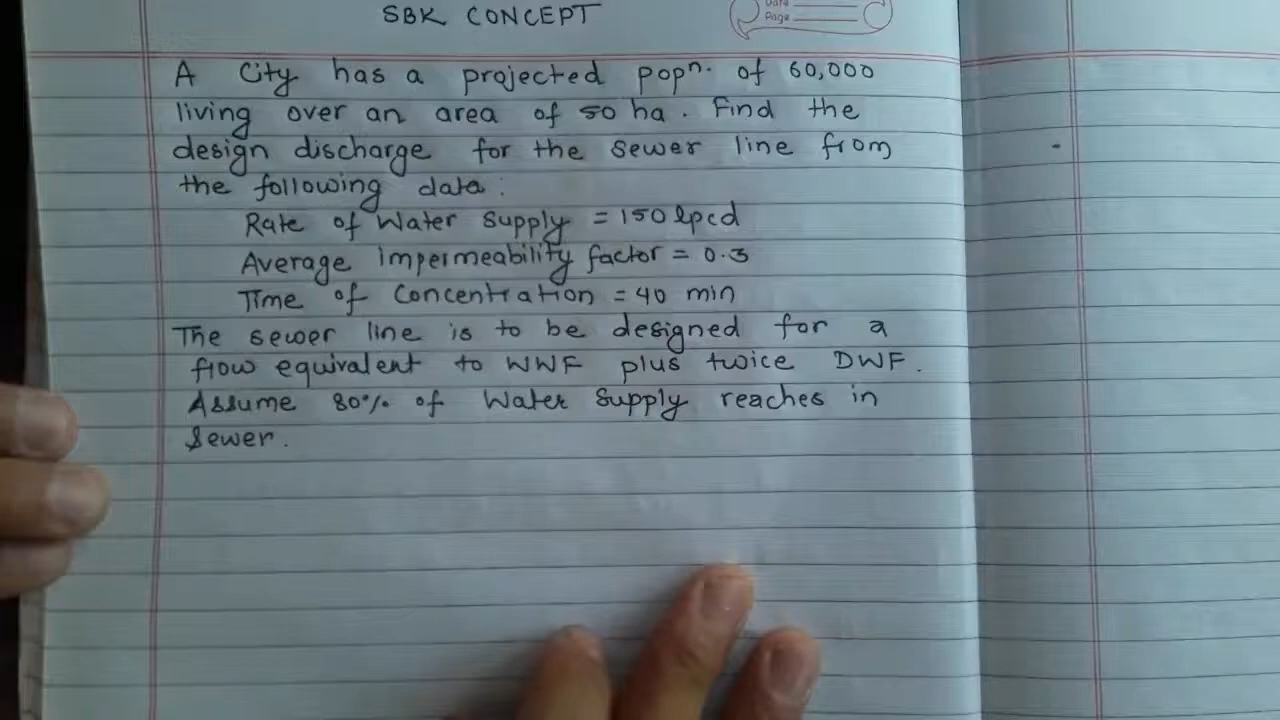 SBK CONCEPT
Page
A City has a projected popn. of 60,000
living over an area of 50 ha. Find the
design discharge for the sewer line from
the following data:
Rate of Water Supply = 150 lpcd
Average impermeability factor = 0.3
Time of Concentration = 40 min
The sewer line is to be designed for a
flow equivalent to WWF plus twice DWF.
Assume 80% of Water Supply reaches in
Sewer.